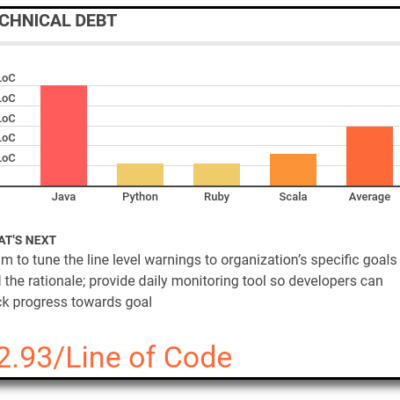 CHNICAL DEBT
LoC
LoC
LoC
LoC
LoC
Java Python Ruby Scala Average
AT'S NEXT
m to tune the line level warnings to organization's specific goals
the rationale; provide daily monitoring tool so developers can
ck progress towards goal
2.93/Line of Code